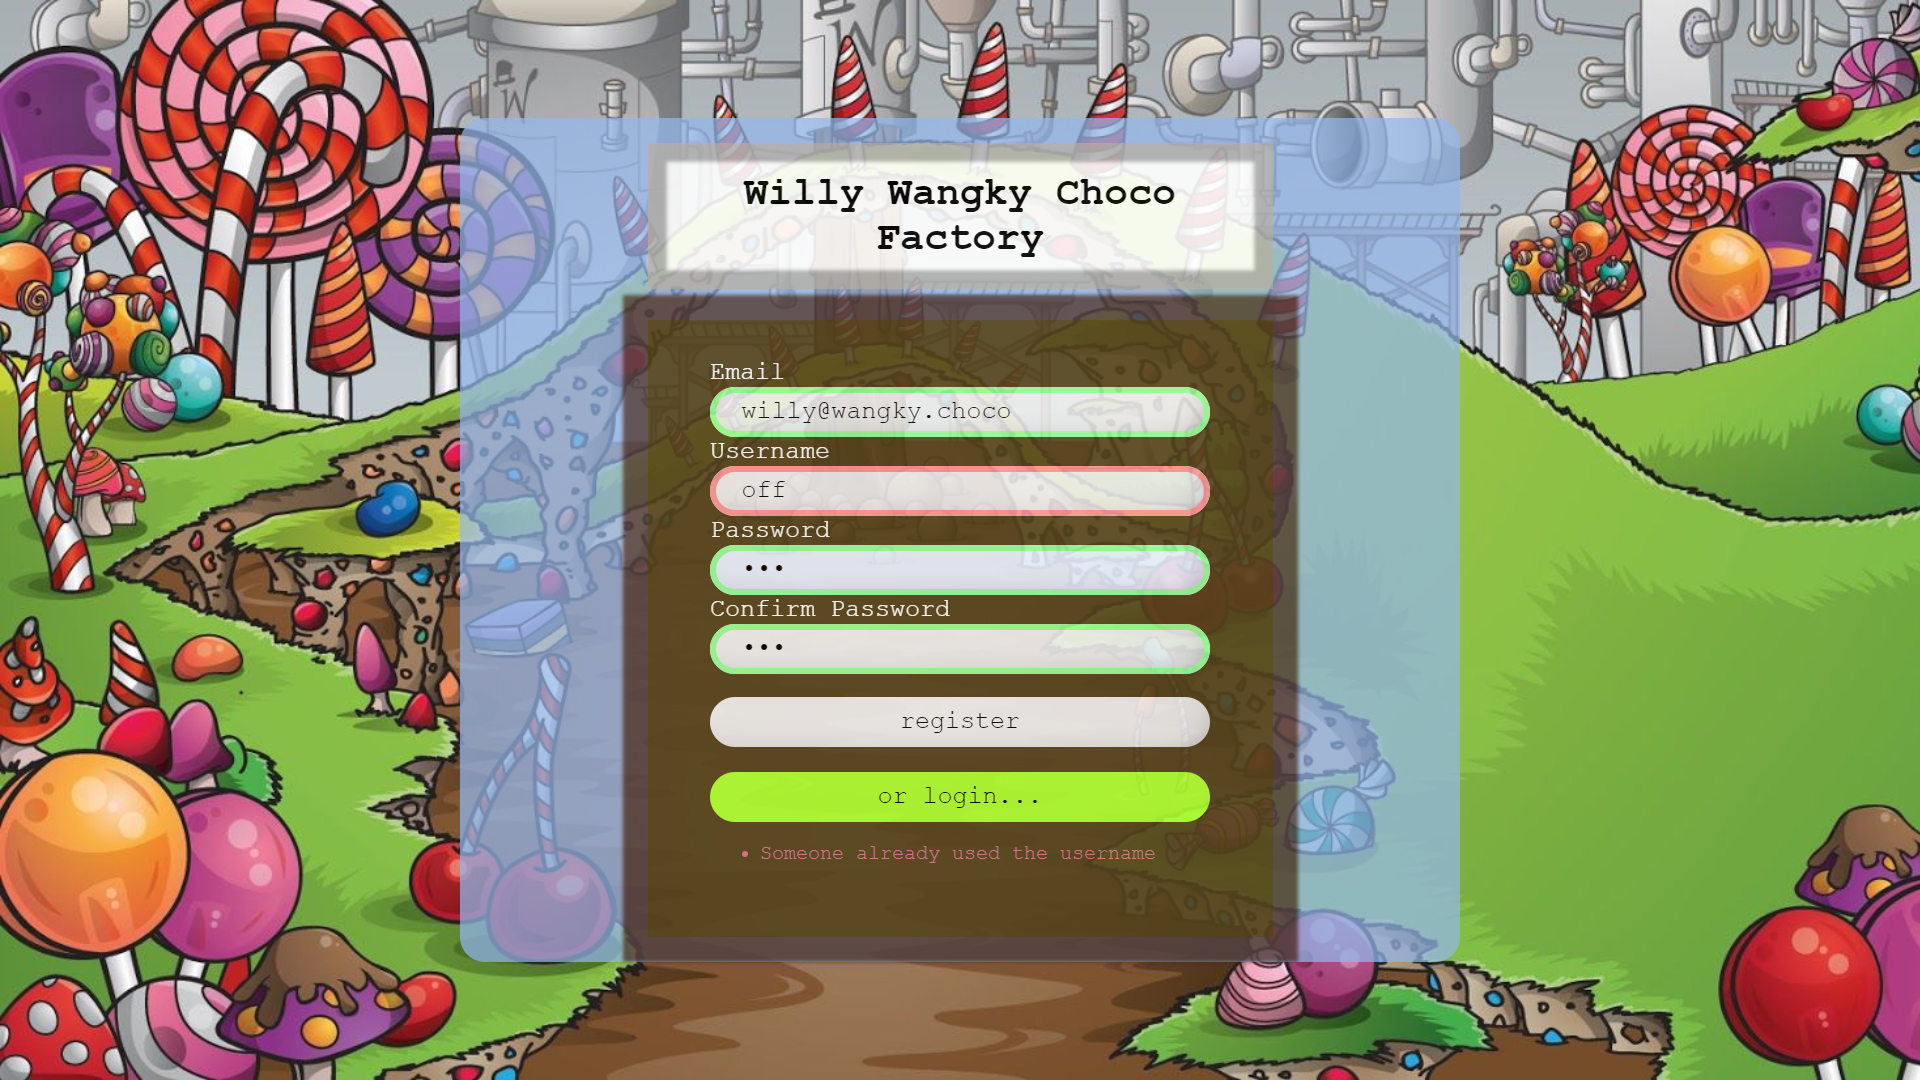 Willy Wangky Choco
Factory
Email
willy@wangky.choco
Username
off
Password
•••
Confirm Password
•••
register
or login...
• Someone already used the username
W
W